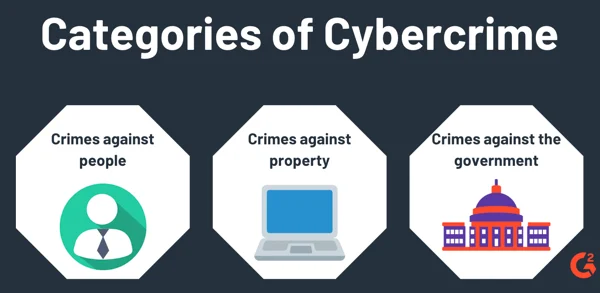 Categories of Cybercrime
Crimes against
people
Crimes against
property
Crimes against the
government
G2